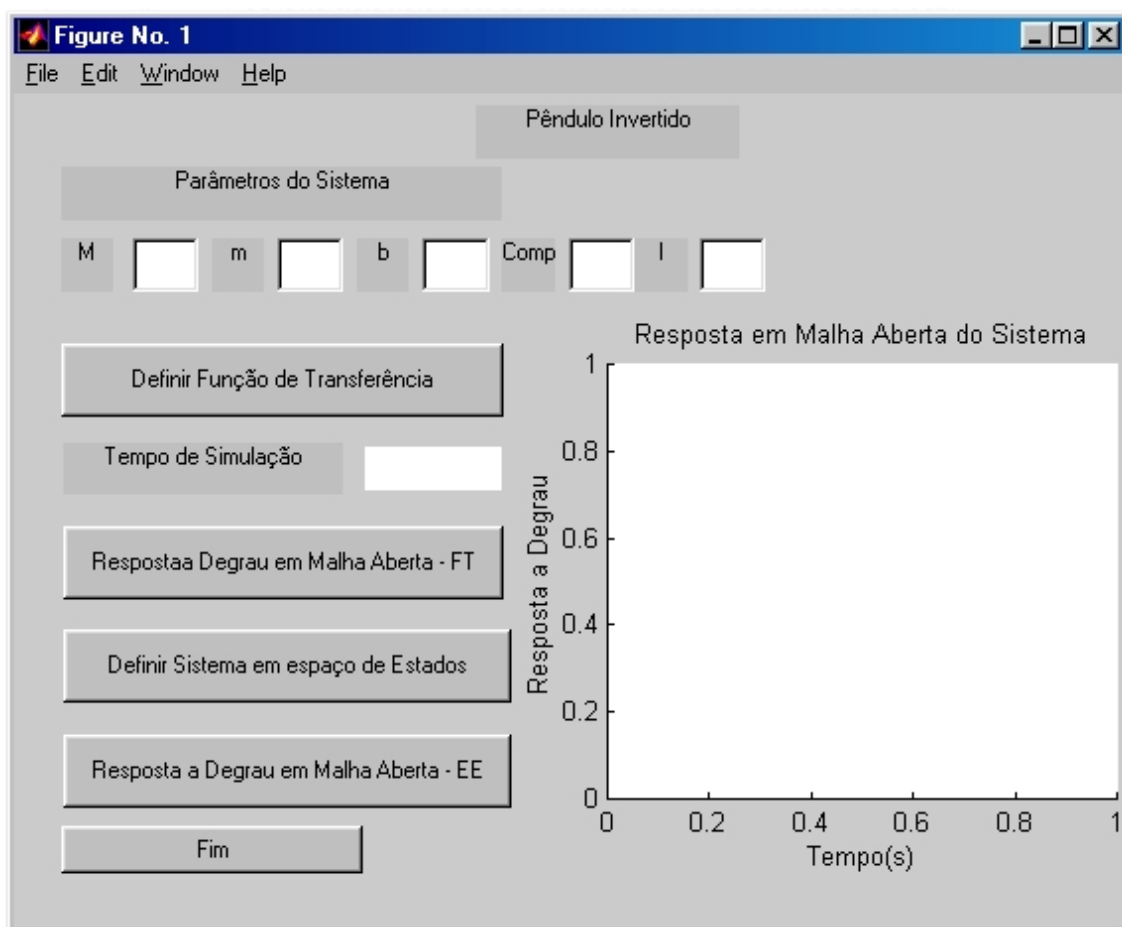 Figure No. 1
File Edit Window Help
Pêndulo Invertido
Parâmetros do Sistema
M m b Comp I
Definir Função de Transferência
Tempo de Simulação
Respostaa Degrau em Malha Aberta - FT
Definir Sistema em espaço de Estados
Resposta a Degrau em Malha Aberta - EE
Fim
Resposta em Malha Aberta do Sistema
Resposta a Degrau
1
0.8
0.6
0.4
0.2
0
0 0.2 0.4 0.6 0.8 1
Tempo(s)